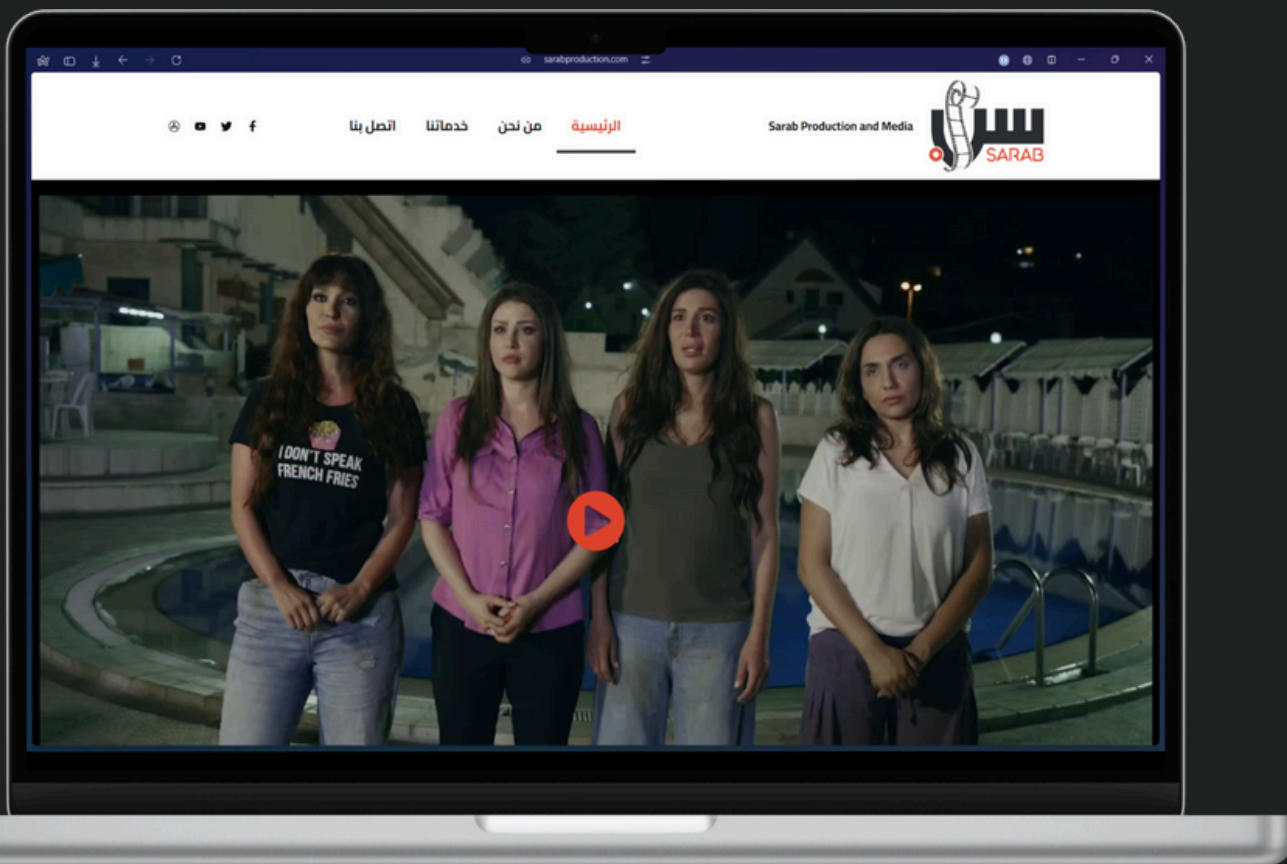 sarabproduction.com
سراب
SARAB
Sarab Production and Media
الرئيسية
من نحن
خدماتنا
اتصل بنا
I DON'T SPEAK
FRENCH FRIES